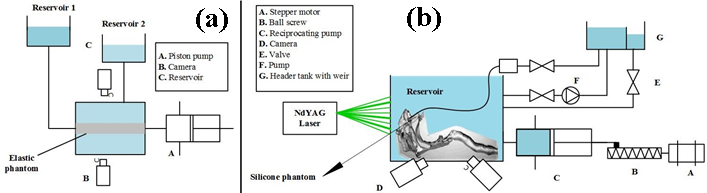 Reservoir 1
Reservoir 2
(a)
C
A. Piston pump
B. Camera
C. Reservoir
Elastic
phantom
B
A
(b)
A. Stepper motor
B. Ball screw
C. Reciprocating pump
D. Camera
E. Valve
F. Pump
G. Header tank with weir
G
F
E
Reservoir
NdYAG
Laser
Silicone phantom
D
C
B
A